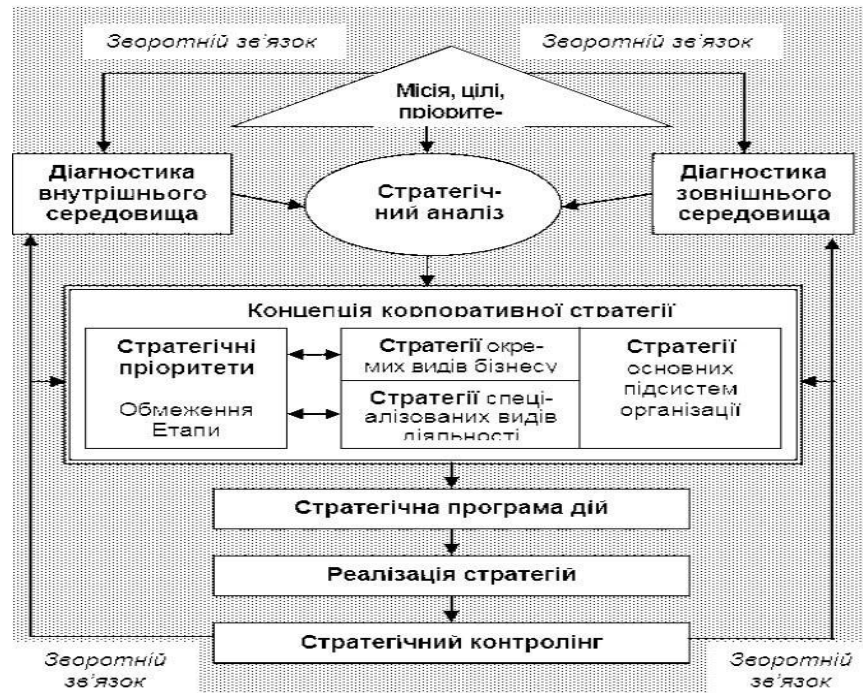 Зворотній зв'язок
Зворотній зв'язок
Місія, цілі,
пріорите-
Діагностика
внутрішнього
середовища
Стратегіч-
ний аналіз
Діагностика
зовнішнього
середовища
Концепція корпоративної стратегії
Стратегічні
пріоритети
Обмеження
Етапи
Стратегії окре-
мих видів бізнесу
Стратегії спеці-
алізованих видів
діяльності
Стратегії
основних
підсистем
організації
Стратегічна програма дій
Реалізація стратегій
Стратегічний контролінг
Зворотній
зв'язок
Зворотній
зв'язок